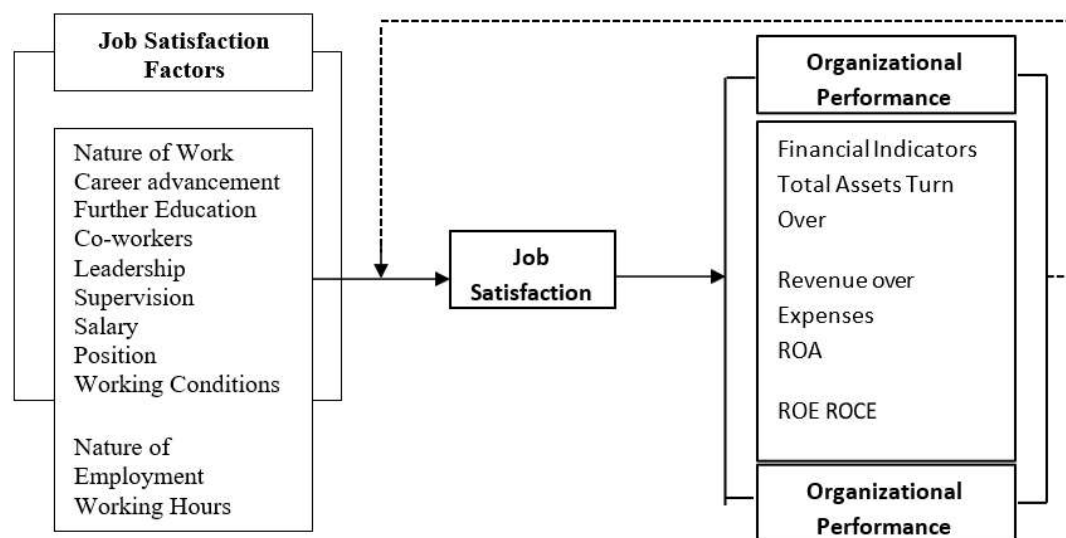 Job Satisfaction
Factors
Nature of Work
Career advancement
Further Education
Co-workers
Leadership
Supervision
Salary
Position
Working Conditions
Nature of
Employment
Working Hours
Job
Satisfaction
Organizational
Performance
Financial Indicators
Total Assets Turn
Over
Revenue over
Expenses
ROA
ROE ROCE
Organizational
Performance